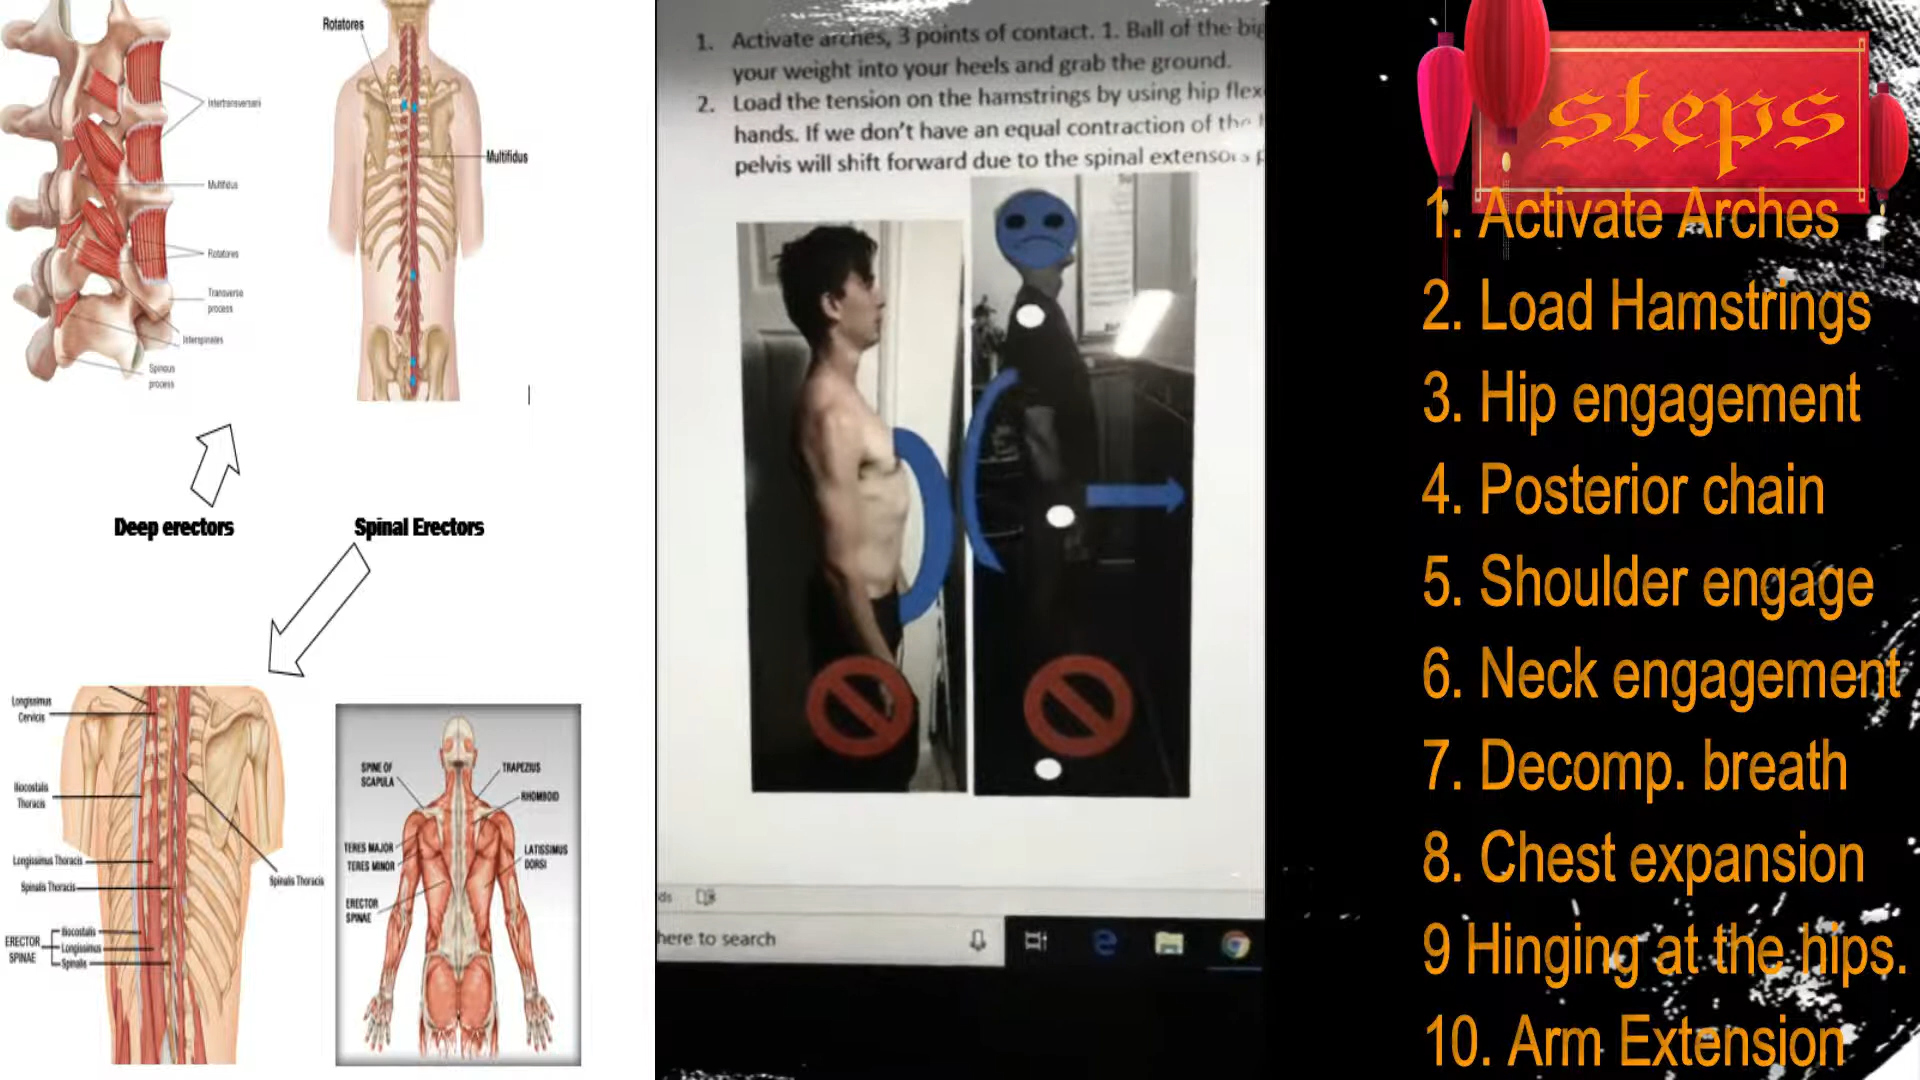 Rotatores
Intertransversarii
Multifidus
Multifidus
Rotatores
Transverse
process
Interspinales
Spinous
process
Deep erectors
Spinal Erectors
Longissimus
Cervicis
Iliocostalis
Thoracis
Longissimus Thoracis
Spinalis Thoracis
Spinalis Thoracis
ERECTOR
SPINAE
Iliocostalis
Longissimus
Spinalis
SPINE OF
SCAPULA
TRAPEZIUS
RHOMBOID
TERES MAJOR
TERES MINOR
LATISSIMUS
DORSI
ERECTOR
SPINAE
1. Activate arches, 3 points of contact. 1. Ball of the big
your weight into your heels and grab the ground.
2. Load the tension on the hamstrings by using hip flex
hands. If we don't have an equal contraction of the
pelvis will shift forward due to the spinal extensors p
here to search
steps
1. Activate Arches
2. Load Hamstrings
3. Hip engagement
4. Posterior chain
5. Shoulder engage
6. Neck engagement
7. Decomp. breath
8. Chest expansion
9 Hinging at the hips.
10. Arm Extension